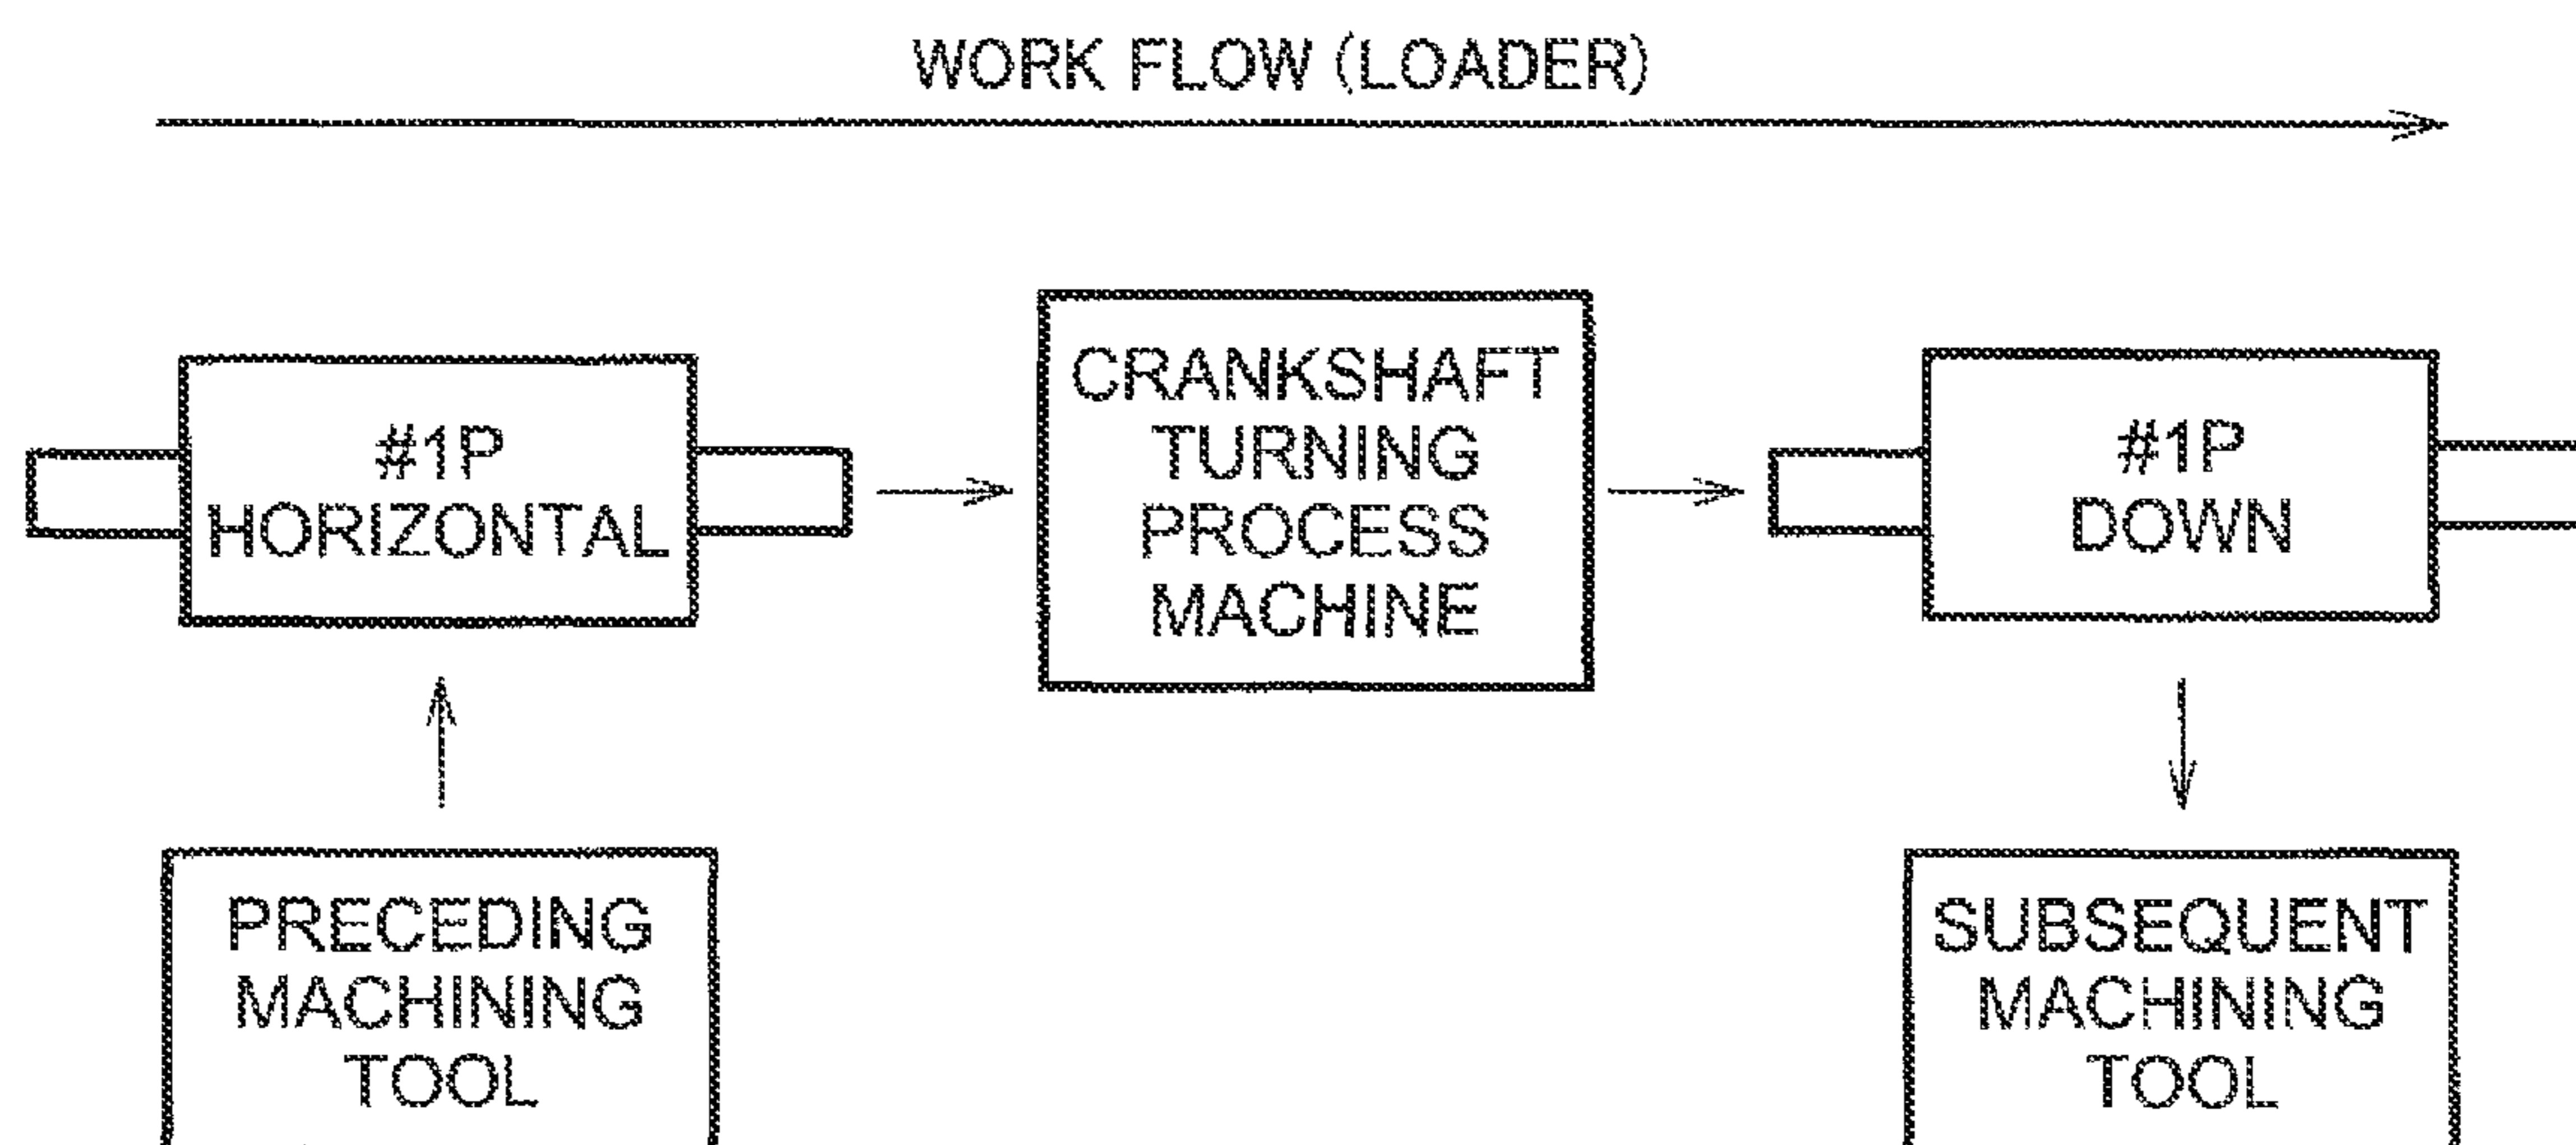 WORK FLOW (LOADER)
#1P
HORIZONTAL
CRANKSHAFT
TURNING
PROCESS
MACHINE
#1P
DOWN
PRECEDING
MACHINING
TOOL
SUBSEQUENT
MACHINING
TOOL